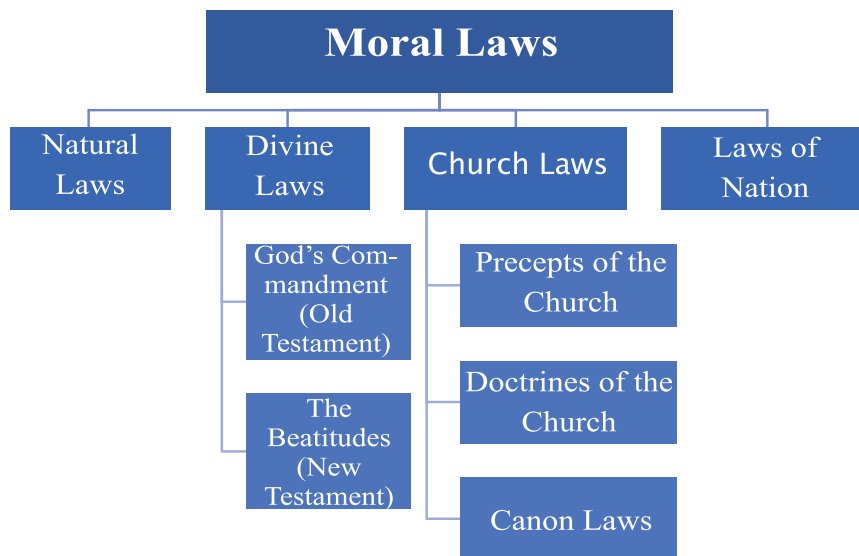 Moral Laws
Natural
Laws
Divine
Laws
Church Laws
Laws of
Nation
God’s Com-
mandment
(Old
Testament)
The
Beatitudes
(New
Testament)
Precepts of the
Church
Doctrines of the
Church
Canon Laws